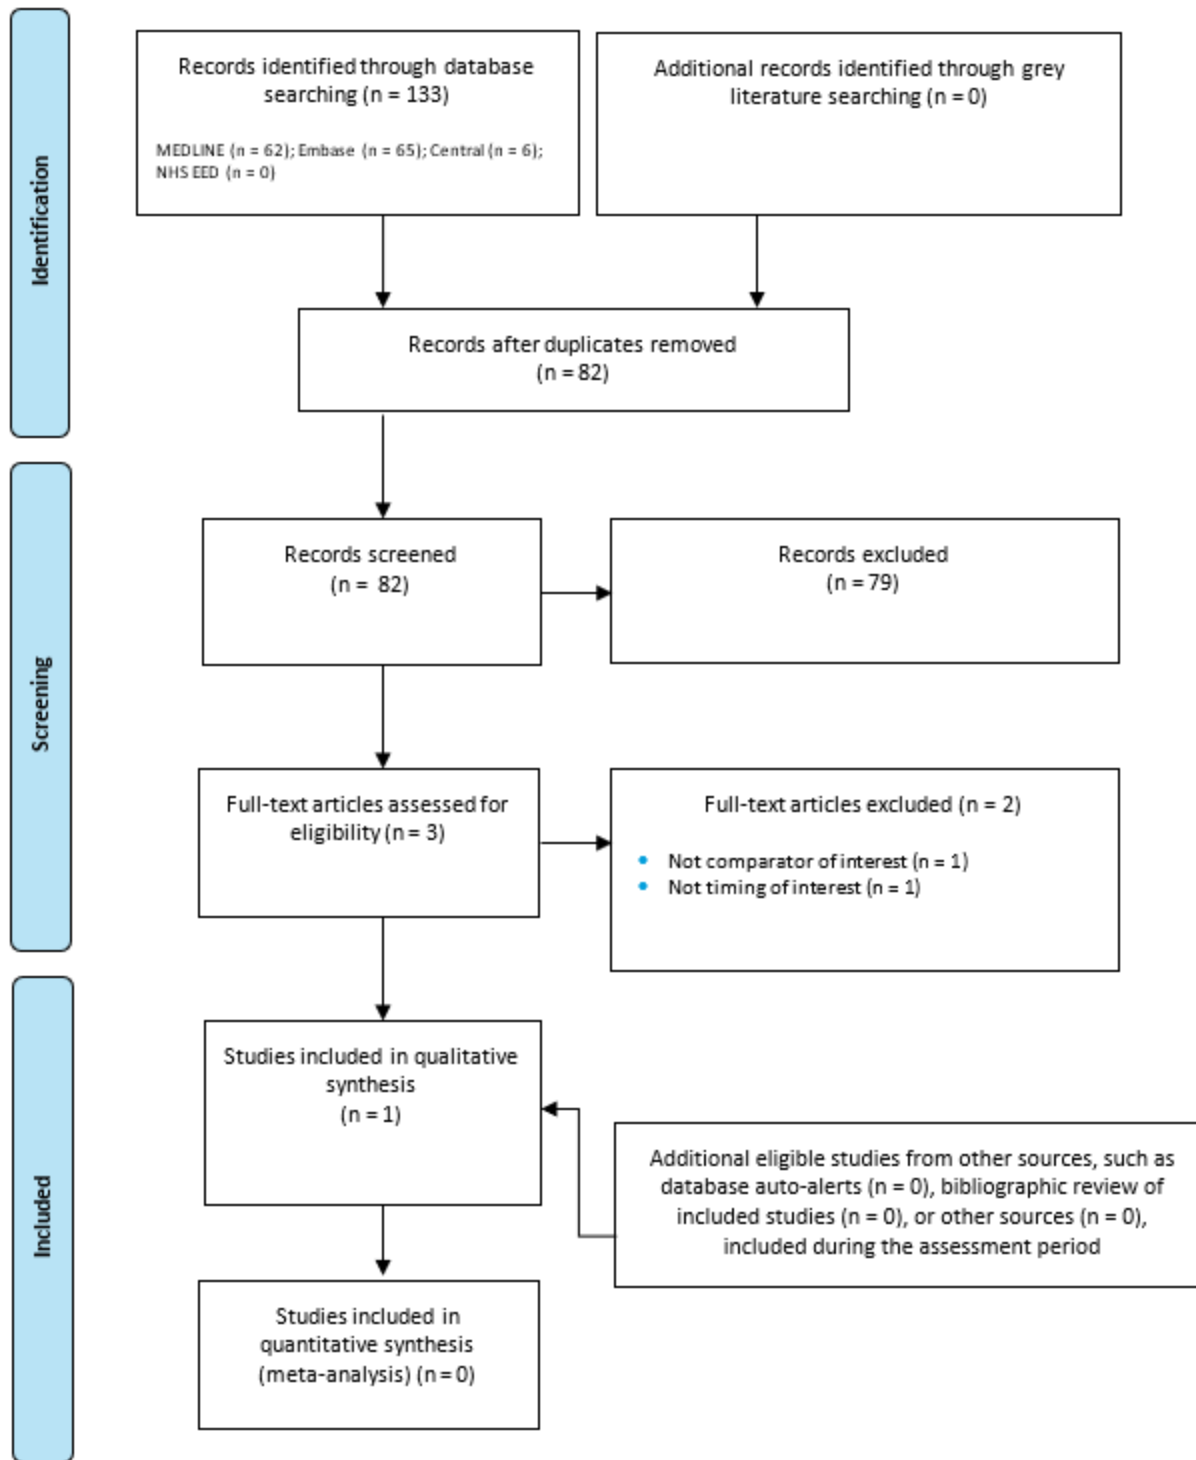 Identification
Records identified through database
searching (n = 133)
MEDLINE (n = 62); Embase (n = 65); Central (n = 6);
NHS EED (n = 0)
Additional records identified through grey
literature searching (n = 0)
Records after duplicates removed
(n = 82)
Screening
Records screened
(n = 82)
Records excluded
(n = 79)
Full-text articles assessed for
eligibility (n = 3)
Full-text articles excluded (n = 2)
• Not comparator of interest (n = 1)
• Not timing of interest (n = 1)
Included
Studies included in qualitative
synthesis
(n = 1)
Additional eligible studies from other sources, such as
database auto-alerts (n = 0), bibliographic review of
included studies (n = 0), or other sources (n = 0),
included during the assessment period
Studies included in
quantitative synthesis
(meta-analysis) (n = 0)